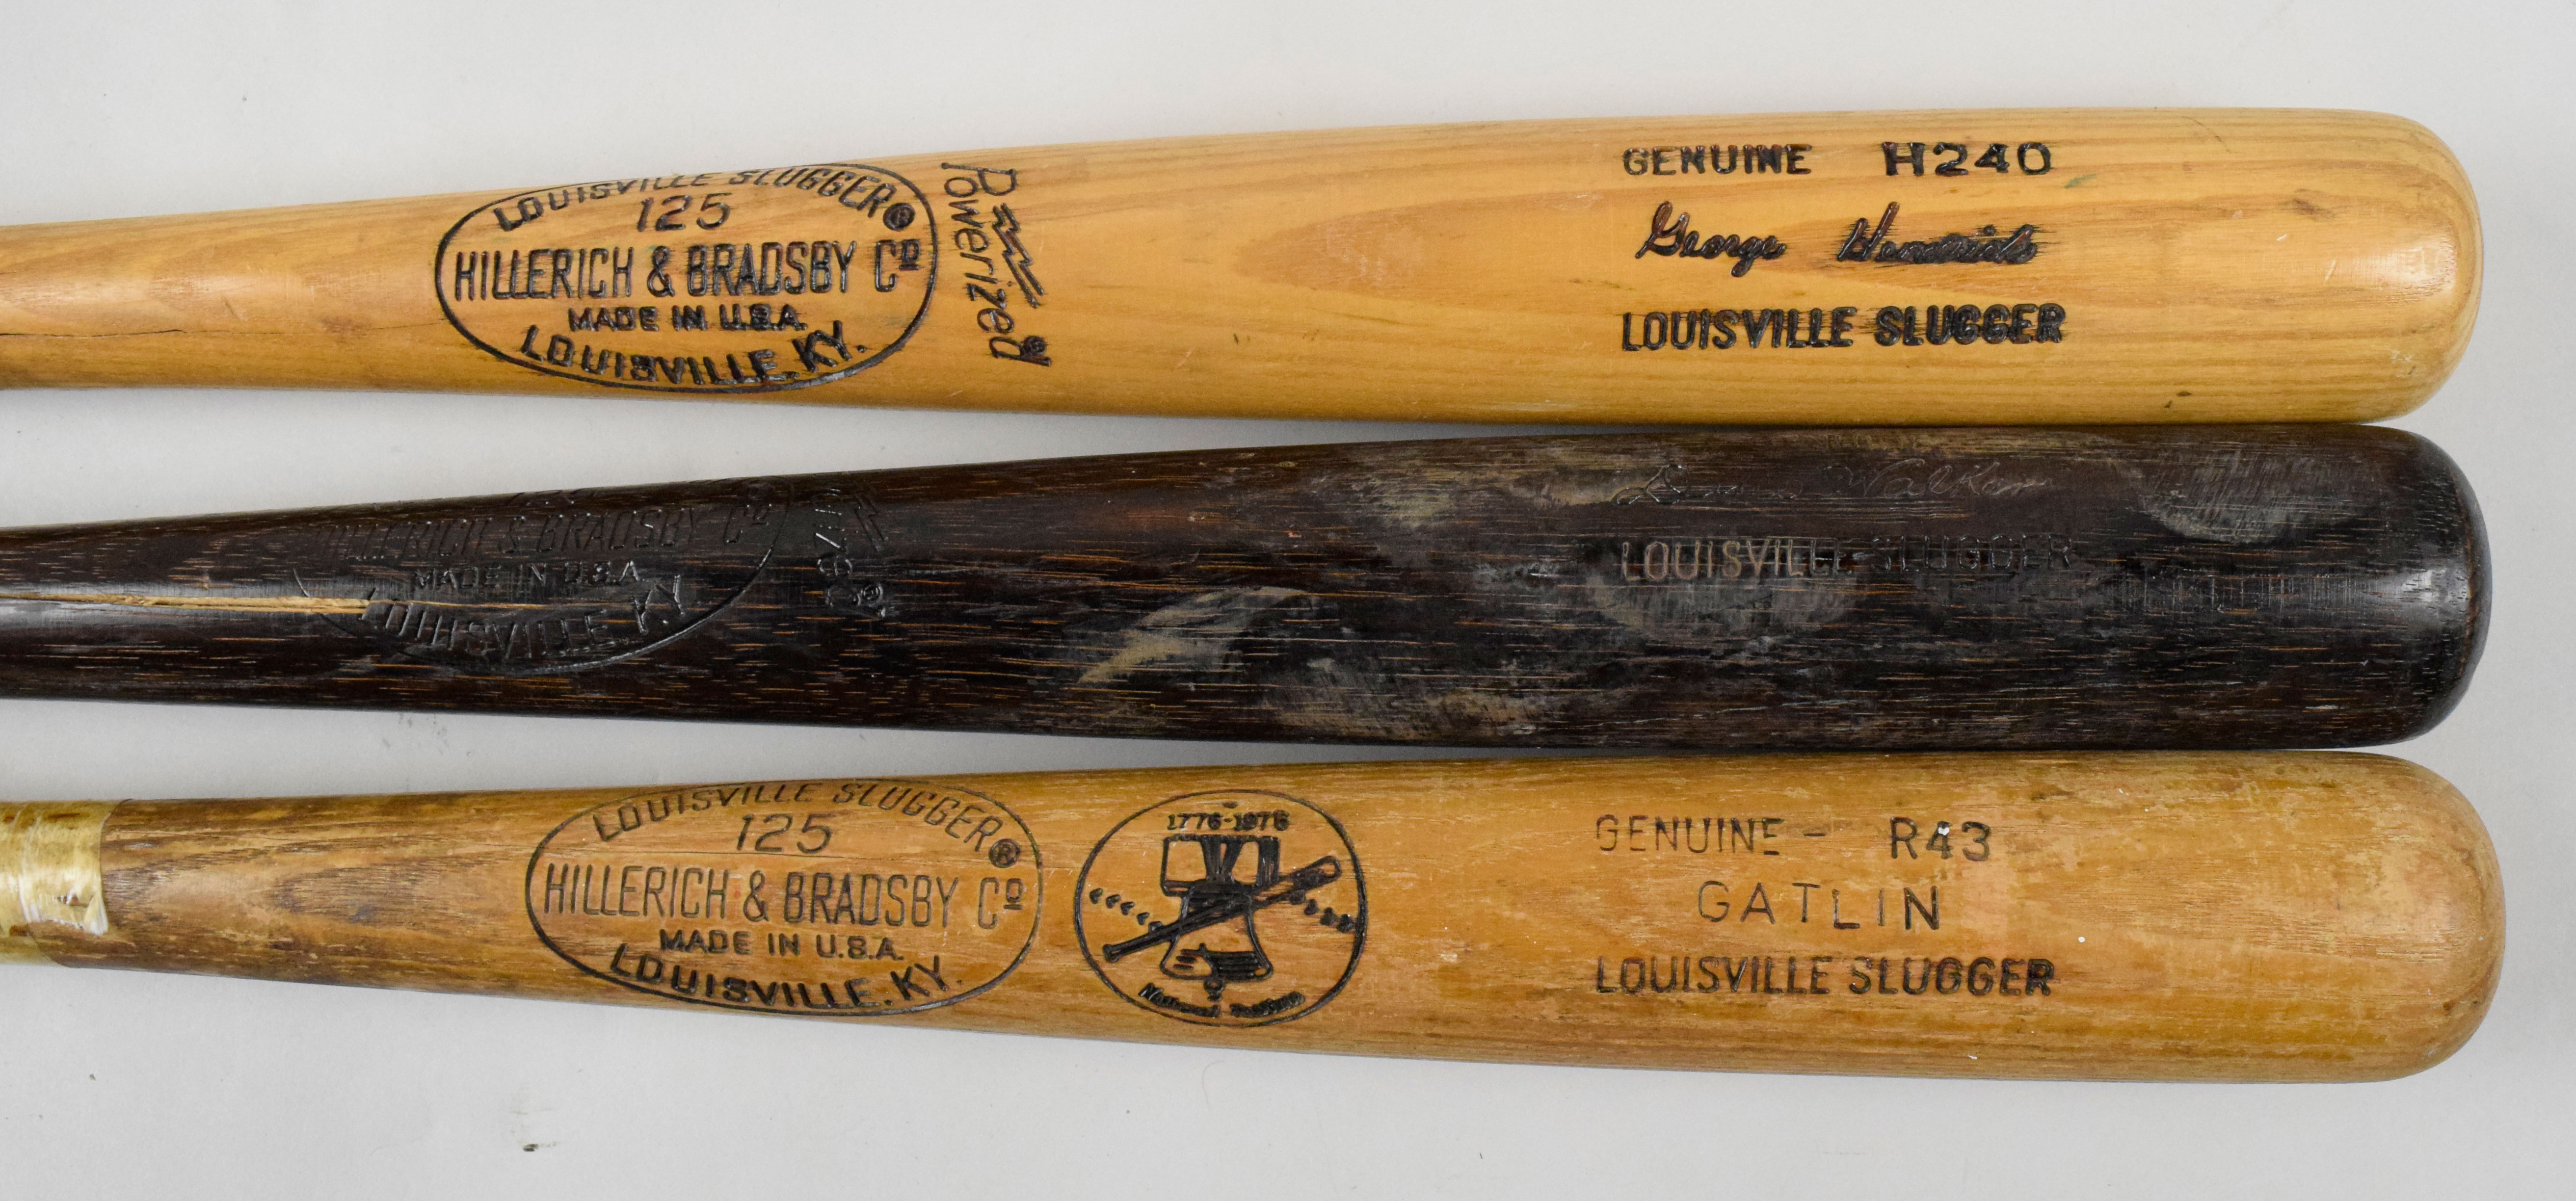 LOUISVILLE SLUGGER®
125
HILLERICH & BRADSBY Co
MADE IN U.S.A.
LOUISVILLE, KY.
Powerized
GENUINE H240
George Hendrick
LOUISVILLE SLUGGER
HILLERICH & BRADSBY Co
MADE IN U.S.A.
LOUISVILLE, KY.
Walker
LOUISVILLE SLUGGER
LOUISVILLE SLUGGER®
125
HILLERICH & BRADSBY Co
MADE IN U.S.A.
LOUISVILLE, KY.
1776-1976
GENUINE - R43
GATLIN
LOUISVILLE SLUGGER